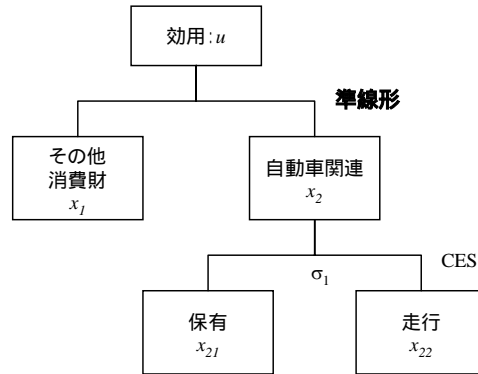 効用：u
準線形
その他
消費財
x1
自動車関連
x2
CES
σ1
保有
x21
走行
x22